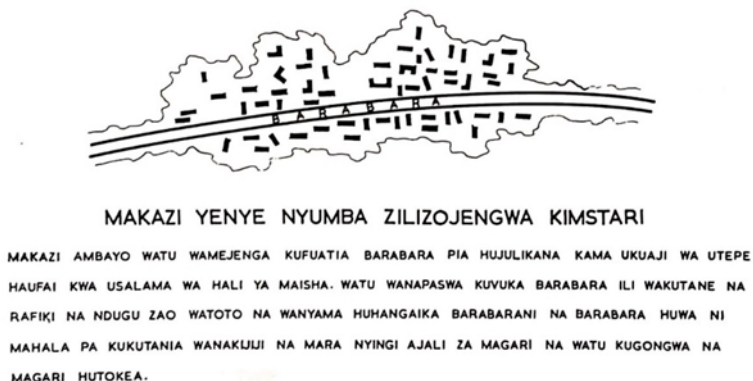 BARABARA
MAKAZI YENYE NYUMBA ZILIZOJENGWA KIMSTARI
MAKAZI AMBAYO WATU WAMEJENGA KUFUATIA BARABARA PIA HUJULIKANA KAMA UKUAJI WA UTEPE
HAUFAI KWA USALAMA WA HALI YA MAISHA. WATU WANAPASWA KUVUKA BARABARA ILI WAKUTANE NA
RAFIKI NA NDUGU ZAO WATOTO NA WANYAMA HUHANGAIKA BARABARANI NA BARABARA HUWA NI
MAHALA PA KUKUTANIA WANAKIJIJI NA MARA NYINGI AJALI ZA MAGARI NA WATU KUGONGWA NA
MAGARI HUTOKEA.